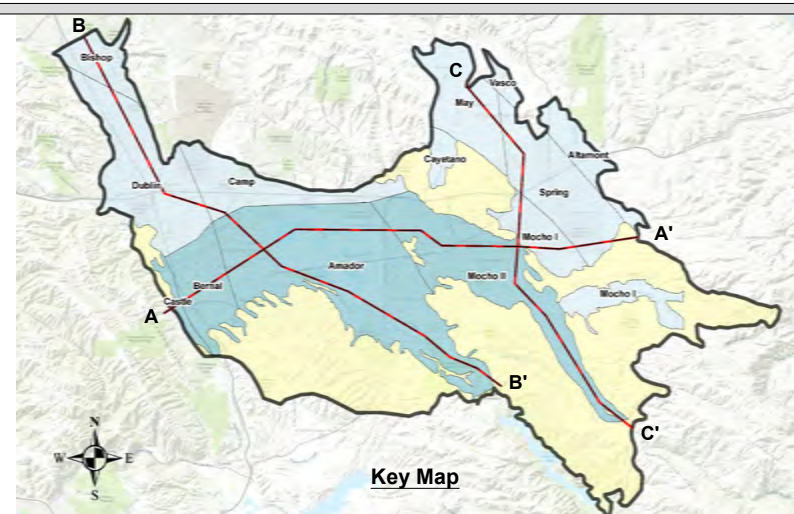 B
Bishop
C
Vasco
May
Altamont
Cayetano
Camp
Dublin
Spring
Mocho I
A'
Amador
Mocho II
Bernal
Mocho I
Castle
A
B'
C'
N
W E
S
Key Map